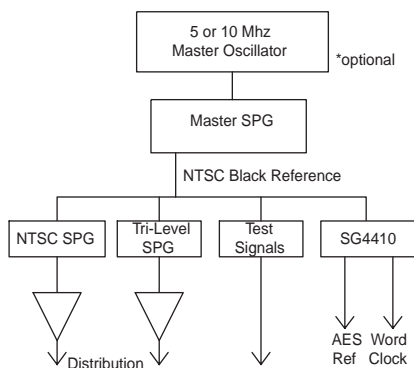 5 or 10 Mhz
Master Oscillator
*optional
Master SPG
NTSC Black Reference
NTSC SPG
Tri-Level
SPG
Test
Signals
SG4410
Distribution
AES
Ref
Word
Clock